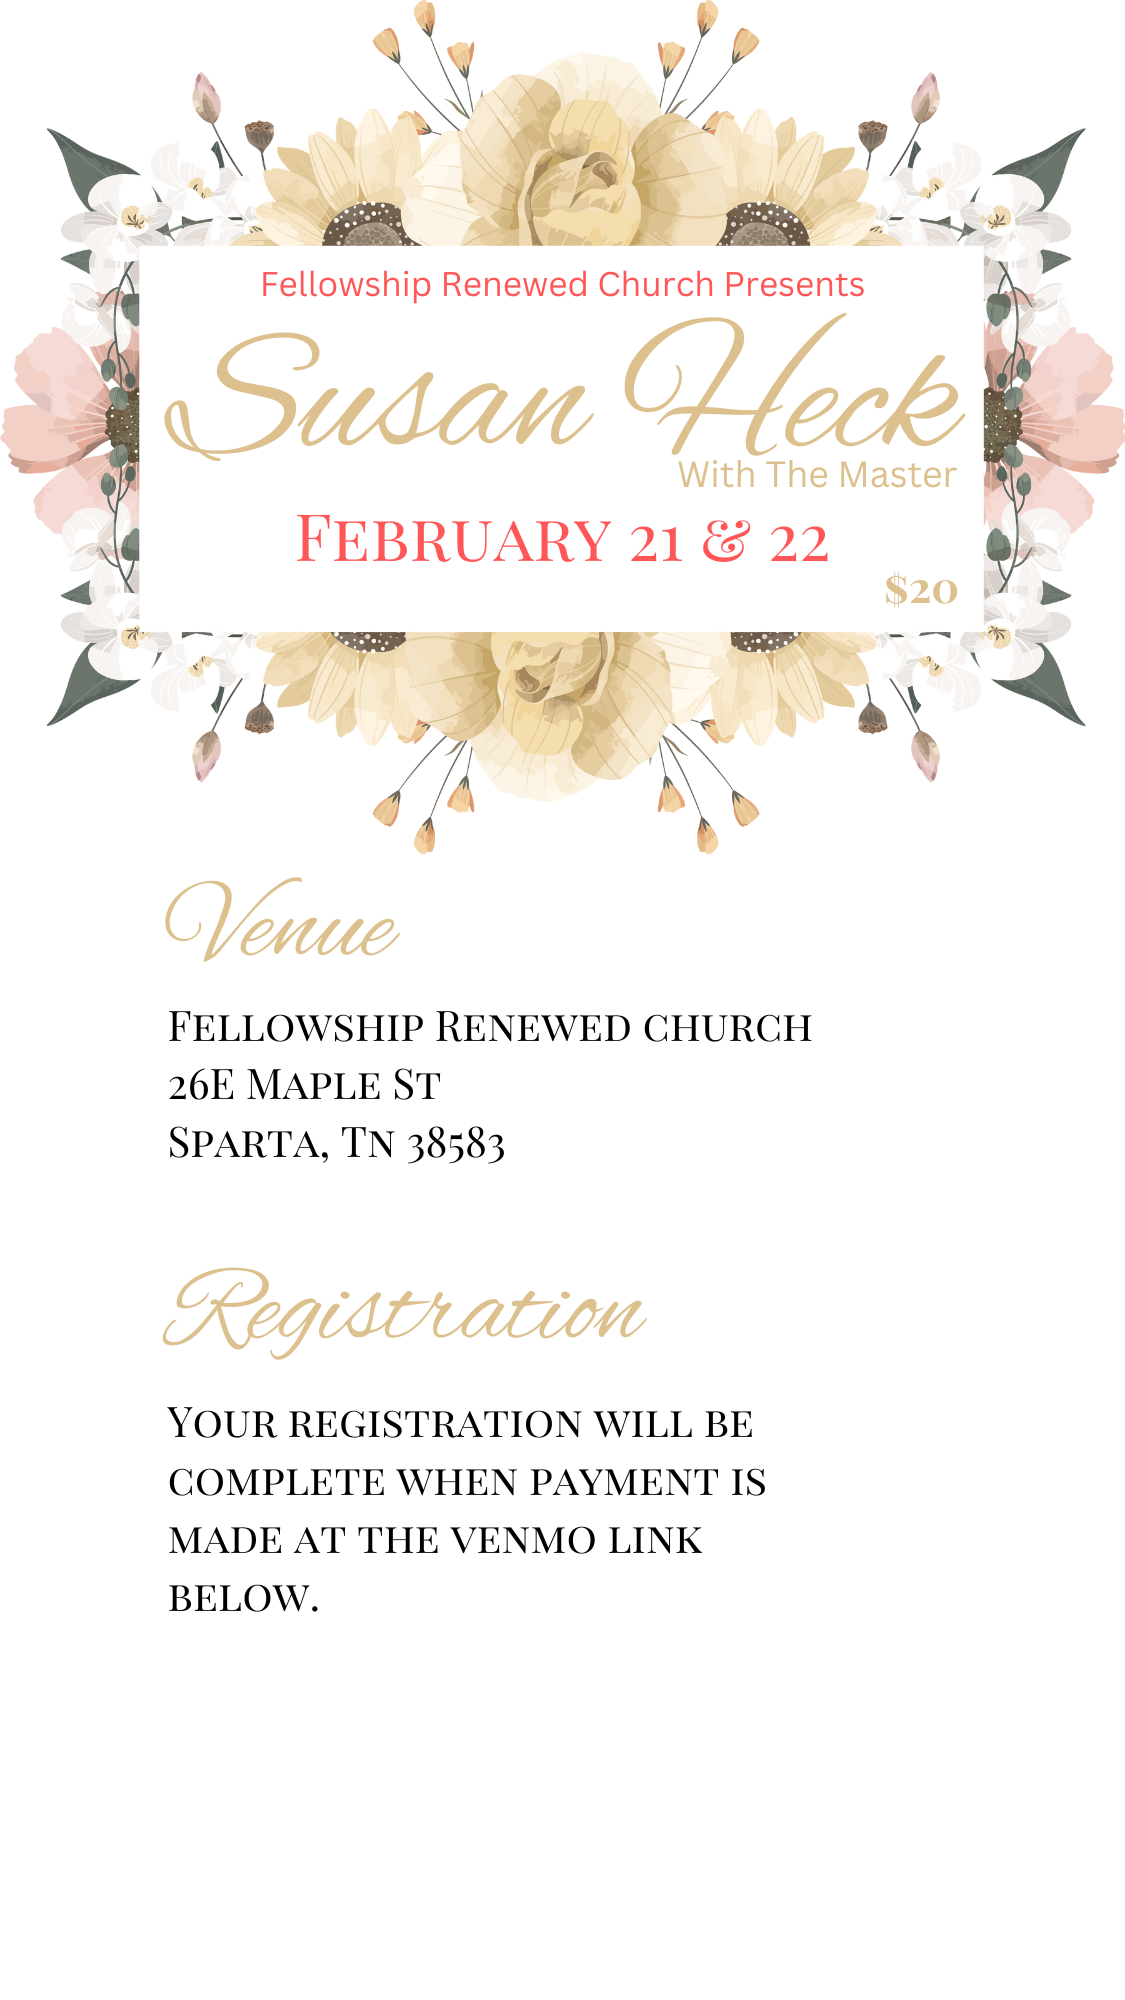 Fellowship Renewed Church Presents
Susan Heck
With The Master
February 21 & 22
$20
Venue
Fellowship Renewed church
26E Maple St
Sparta, Tn 38583
Registration
Your registration will be
complete when payment is
made at the venmo link
below.